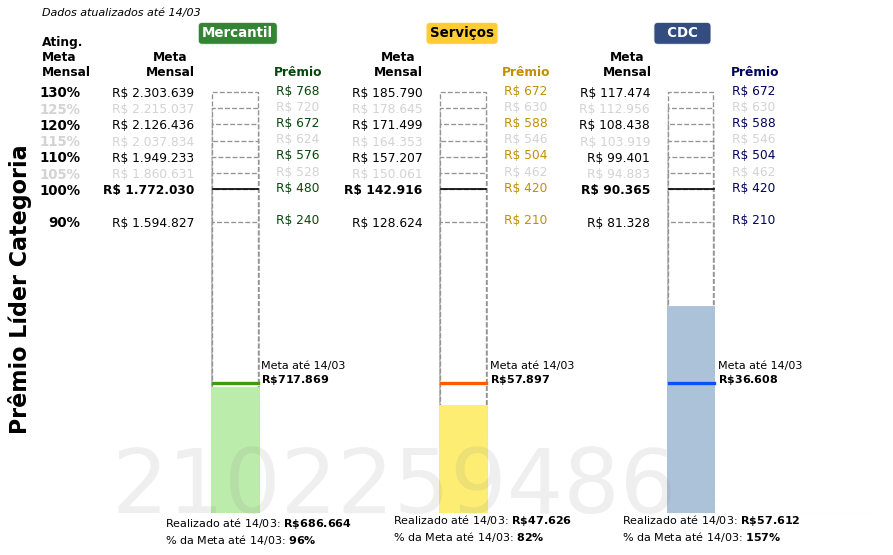 Dados atualizados até 14/03
Mercantil Serviços CDC
Ating.
Meta
Mensal
Meta
Mensal
Prêmio
Meta
Mensal
Prêmio
Meta
Mensal
Prêmio
130% R$ 2.303.639 R$ 768 R$ 185.790 R$ 672 R$ 117.474 R$ 672
125% R$ 2.215.037 R$ 720 R$ 178.645 R$ 630 R$ 112.956 R$ 630
120% R$ 2.126.436 R$ 672 R$ 171.499 R$ 588 R$ 108.438 R$ 588
115% R$ 2.037.834 R$ 624 R$ 164.353 R$ 546 R$ 103.919 R$ 546
110% R$ 1.949.233 R$ 576 R$ 157.207 R$ 504 R$ 99.401 R$ 504
105% R$ 1.860.631 R$ 528 R$ 150.061 R$ 462 R$ 94.883 R$ 462
100% R$ 1.772.030 R$ 480 R$ 142.916 R$ 420 R$ 90.365 R$ 420
90% R$ 1.594.827 R$ 240 R$ 128.624 R$ 210 R$ 81.328 R$ 210
Prêmio Líder Categoria
Meta até 14/03
R$717.869
Meta até 14/03
R$57.897
Meta até 14/03
R$36.608
2102259486
Realizado até 14/03: R$686.664
% da Meta até 14/03: 96%
Realizado até 14/03: R$47.626
% da Meta até 14/03: 82%
Realizado até 14/03: R$57.612
% da Meta até 14/03: 157%